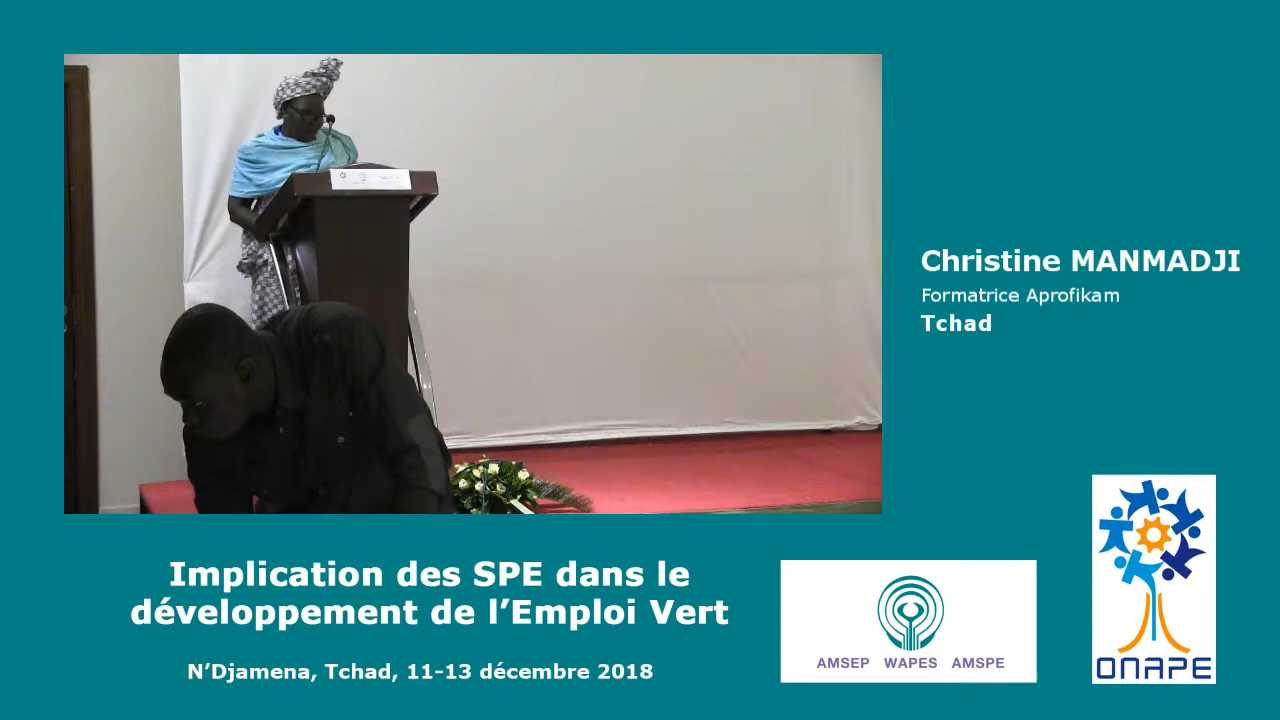 Christine MANMADJI
Formatrice Aprofikam
Tchad
Implication des SPE dans le
développement de l’Emploi Vert
N’Djamena, Tchad, 11-13 décembre 2018
AMSEP WAPES AMSPE
ONAPE